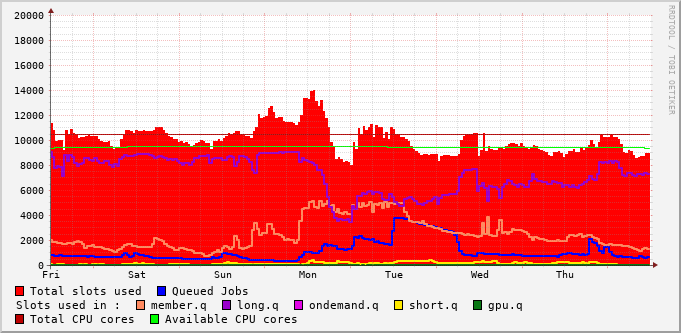 20000
18000
16000
14000
12000
10000
8000
6000
4000
2000
0
Fri Sat Sun Mon Tue Wed Thu
RRDTOOL / TOBI OETIKER
Total slots used Queued Jobs
Slots used in : member.q long.q ondemand.q short.q gpu.q
Total CPU cores Available CPU cores